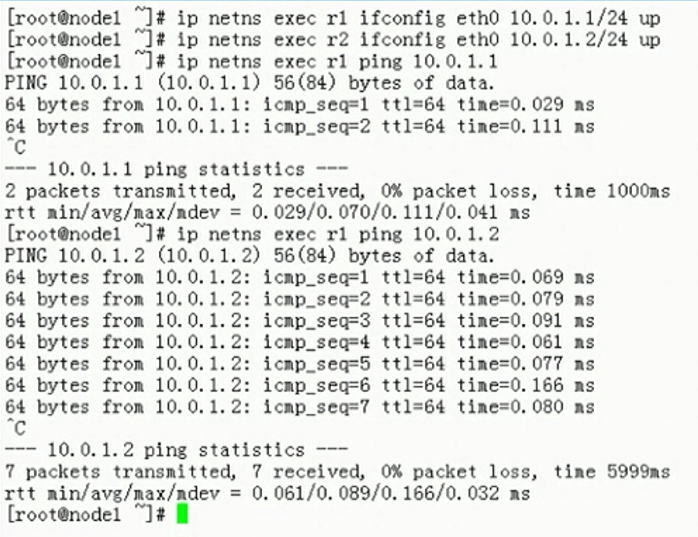 [root@node1 ~]# ip netns exec r1 ifconfig eth0 10.0.1.1/24 up
[root@node1 ~]# ip netns exec r2 ifconfig eth0 10.0.1.2/24 up
[root@node1 ~]# ip netns exec r1 ping 10.0.1.1
PING 10.0.1.1 (10.0.1.1) 56(84) bytes of data.
64 bytes from 10.0.1.1: icmp_seq=1 ttl=64 time=0.029 ms
64 bytes from 10.0.1.1: icmp_seq=2 ttl=64 time=0.111 ms
^C
--- 10.0.1.1 ping statistics ---
2 packets transmitted, 2 received, 0% packet loss, time 1000ms
rtt min/avg/max/mdev = 0.029/0.070/0.111/0.041 ms
[root@node1 ~]# ip netns exec r1 ping 10.0.1.2
PING 10.0.1.2 (10.0.1.2) 56(84) bytes of data.
64 bytes from 10.0.1.2: icmp_seq=1 ttl=64 time=0.069 ms
64 bytes from 10.0.1.2: icmp_seq=2 ttl=64 time=0.079 ms
64 bytes from 10.0.1.2: icmp_seq=3 ttl=64 time=0.091 ms
64 bytes from 10.0.1.2: icmp_seq=4 ttl=64 time=0.061 ms
64 bytes from 10.0.1.2: icmp_seq=5 ttl=64 time=0.077 ms
64 bytes from 10.0.1.2: icmp_seq=6 ttl=64 time=0.166 ms
64 bytes from 10.0.1.2: icmp_seq=7 ttl=64 time=0.080 ms
^C
--- 10.0.1.2 ping statistics ---
7 packets transmitted, 7 received, 0% packet loss, time 5999ms
rtt min/avg/max/mdev = 0.061/0.089/0.166/0.032 ms
[root@node1 ~]#